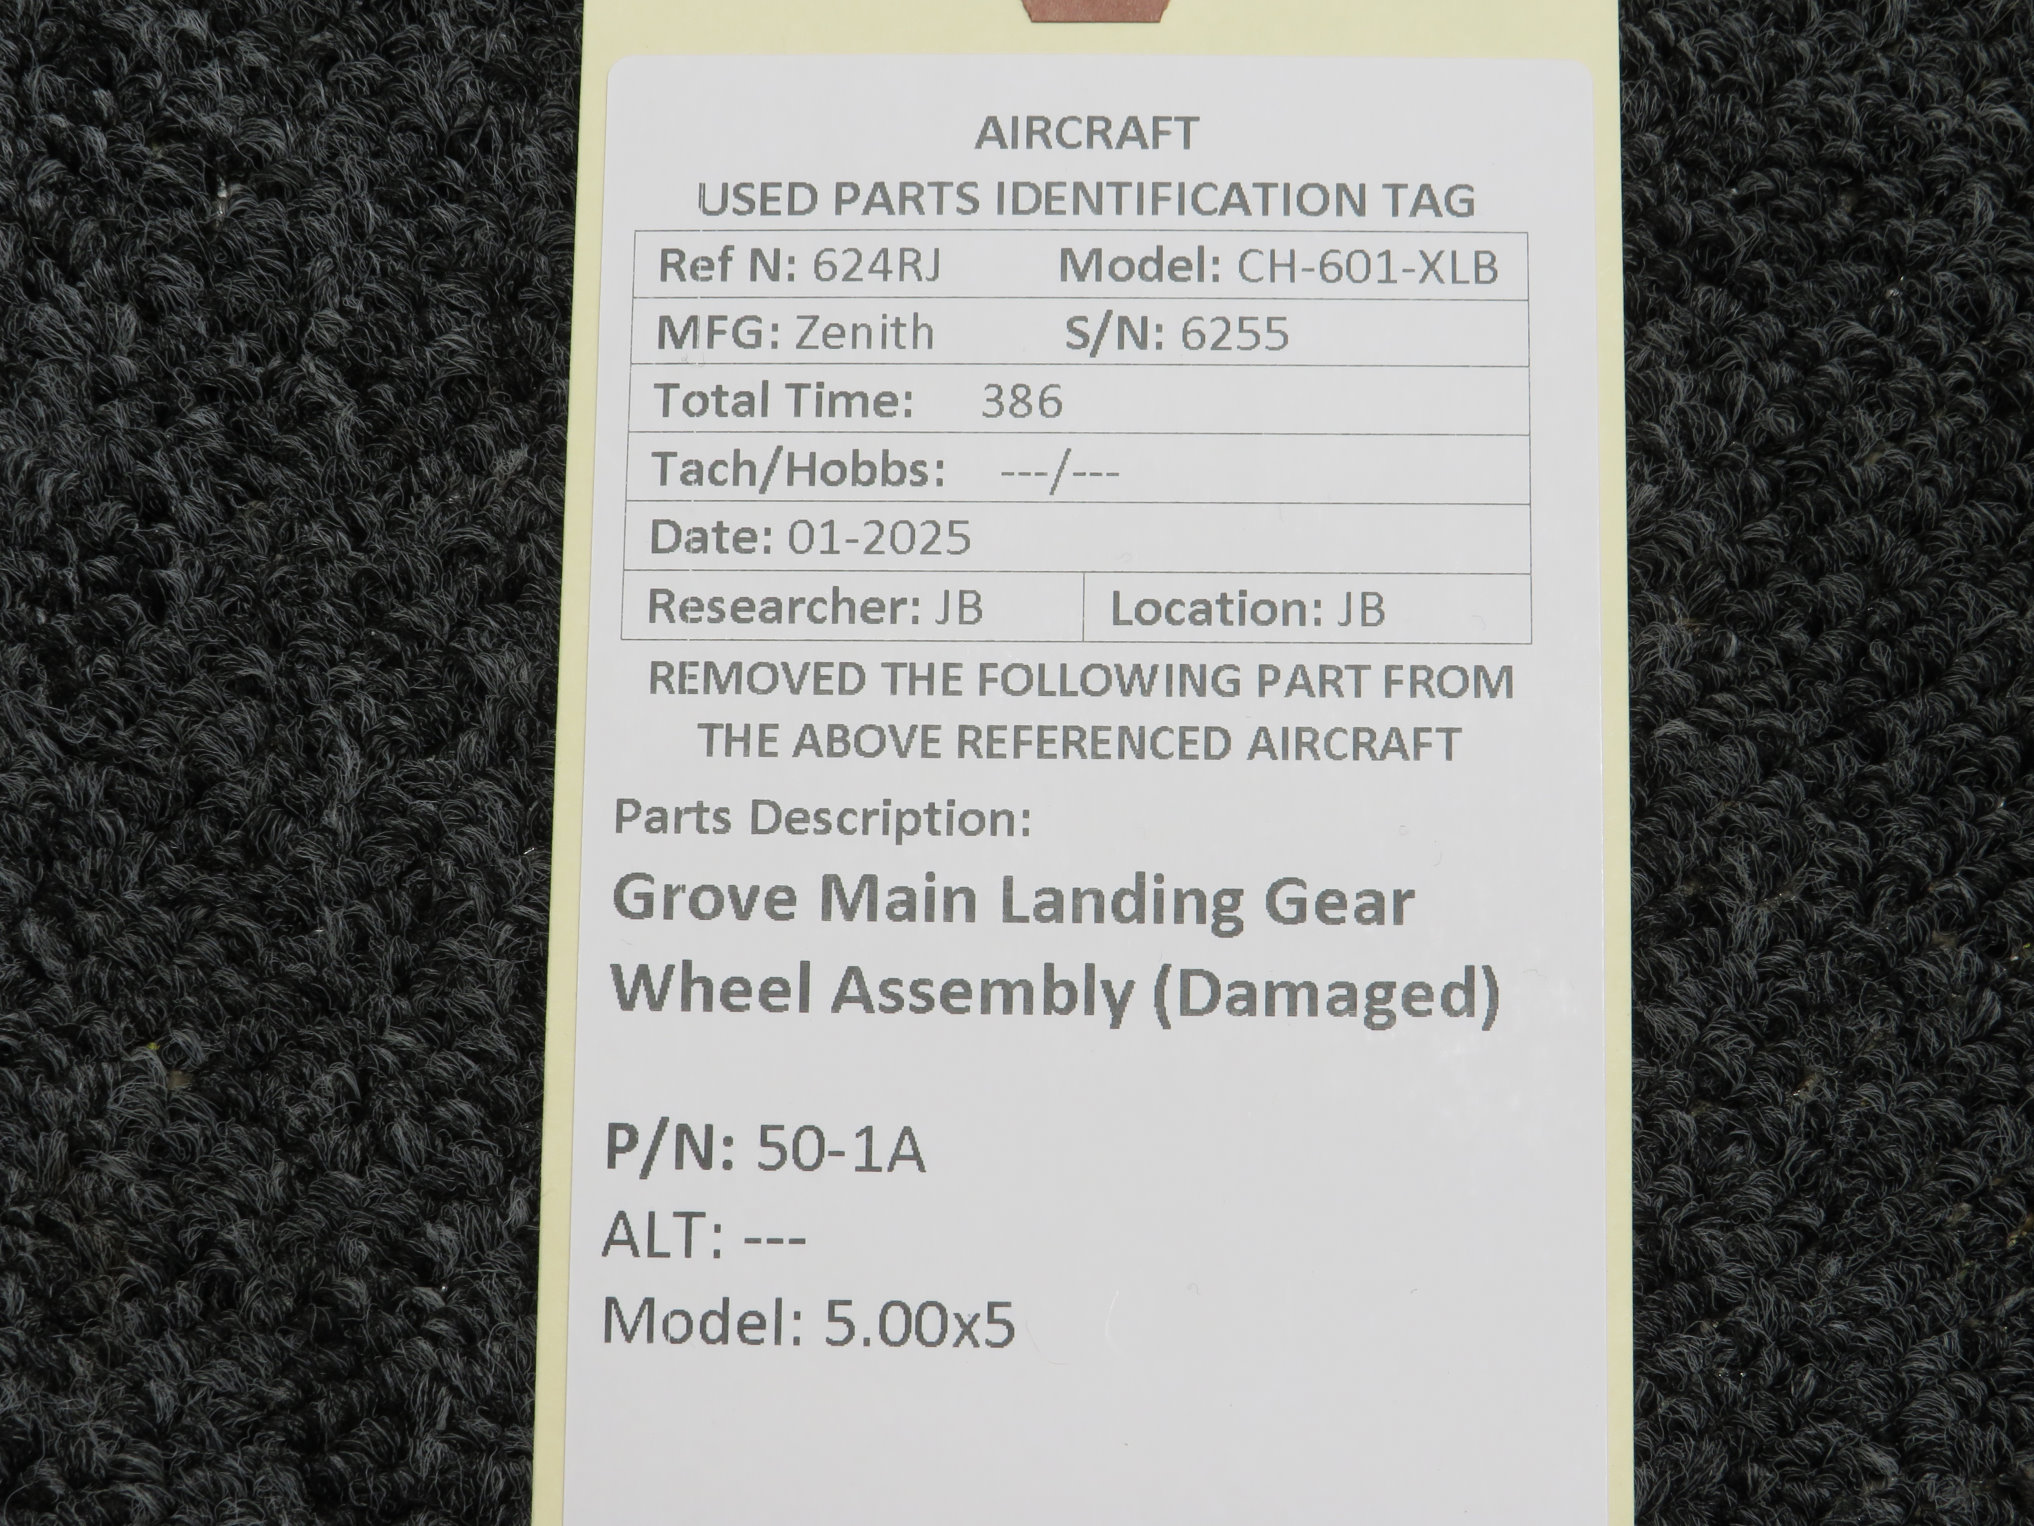 AIRCRAFT
USED PARTS IDENTIFICATION TAG
Ref N: 624RJ Model: CH-601-XLB
MFG: Zenith S/N: 6255
Total Time: 386
Tach/Hobbs: ---/---
Date: 01-2025
Researcher: JB Location: JB
REMOVED THE FOLLOWING PART FROM
THE ABOVE REFERENCED AIRCRAFT
Parts Description:
Grove Main Landing Gear
Wheel Assembly (Damaged)
P/N: 50-1A
ALT: ---
Model: 5.00x5